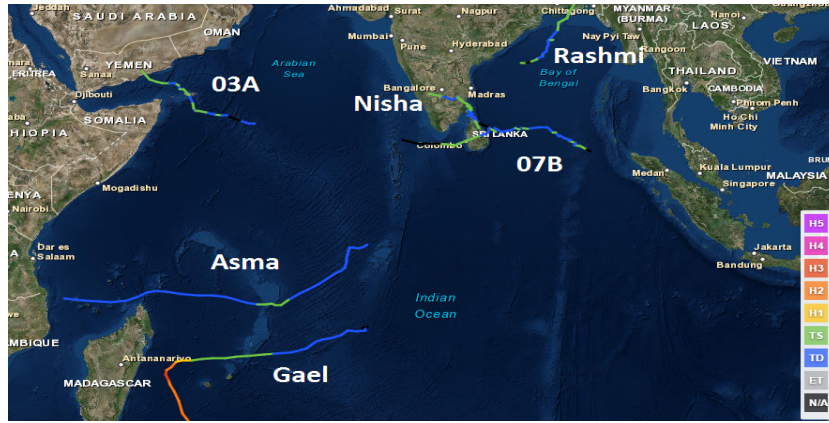 Jeddah
SAUDI ARABIA
OMAN
Ahmadabad
Surat
Nagpur
Chittagong
MYANMAR
(BURMA)
Hanoi
LAOS
Mumbai
Pune
Hyderabad
Nay Pyi Taw
Rangoon
Rashmi
Arabian
Sea
03A
YEMEN
Sanaa
ERITREA
Djibouti
SOMALIA
Bay of
Bengal
THAILAND
VIETNAM
Bangkok
CAMBODIA
Phnom Penh
Ho Chi
Minh City
Bangalore
Madras
Nisha
SRI LANKA
Colombo
07B
HIOPIA
Mogadishu
Medan
Kuala Lumpur
BRU
MALAYSIA
Singapore
ENYA
Nairobi
Dar es
Salaam
Asma
Jakarta
Bandung
Indian
Ocean
AMBIQUE
Antananarivo
MADAGASCAR
Gael
H5
H4
H3
H2
H1
TS
TD
ET
N/A